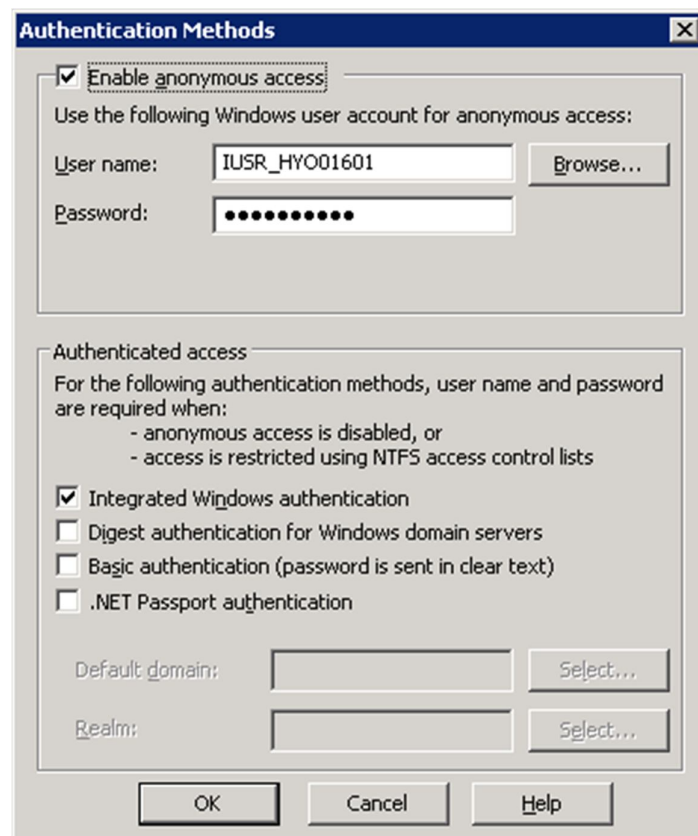 Authentication Methods
Enable anonymous access
Use the following Windows user account for anonymous access:
User name: IUSR_HYO01601 Browse...
Password: ●●●●●●●●●●
Authenticated access
For the following authentication methods, user name and password
are required when:
- anonymous access is disabled, or
- access is restricted using NTFS access control lists
Integrated Windows authentication
Digest authentication for Windows domain servers
Basic authentication (password is sent in clear text)
.NET Passport authentication
Default domain: Select...
Realm: Select...
OK Cancel Help